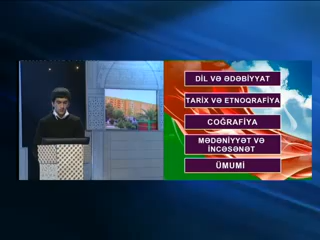 DİL VƏ ƏDƏBİYYAT
TARİX VƏ ETNOQRAFİYA
COĞRAFİYA
MƏDƏNİYYƏT VƏ
İNCƏSƏNƏT
ÜMUMİ